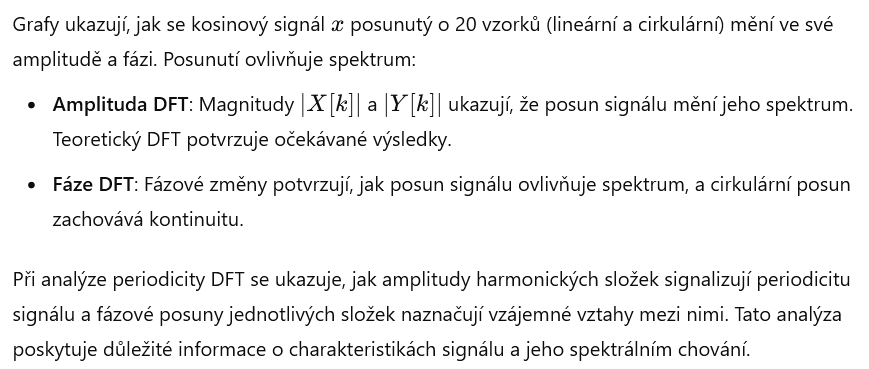 Grafy ukazují, jak se kosinový signál x posunutý o 20 vzorků (lineární a cirkulární) mění ve své
amplitudě a fázi. Posunutí ovlivňuje spektrum:
• Amplituda DFT: Magnitudy |X[k]| a |Y[k]| ukazují, že posun signálu mění jeho spektrum.
Teoretický DFT potvrzuje očekávané výsledky.
• Fáze DFT: Fázové změny potvrzují, jak posun signálu ovlivňuje spektrum, a cirkulární posun
zachovává kontinuitu.
Při analýze periodicity DFT se ukazuje, jak amplitudy harmonických složek signalizují periodicitu
signálu a fázové posuny jednotlivých složek naznačují vzájemné vztahy mezi nimi. Tato analýza
poskytuje důležité informace o charakteristikách signálu a jeho spektrálním chování.